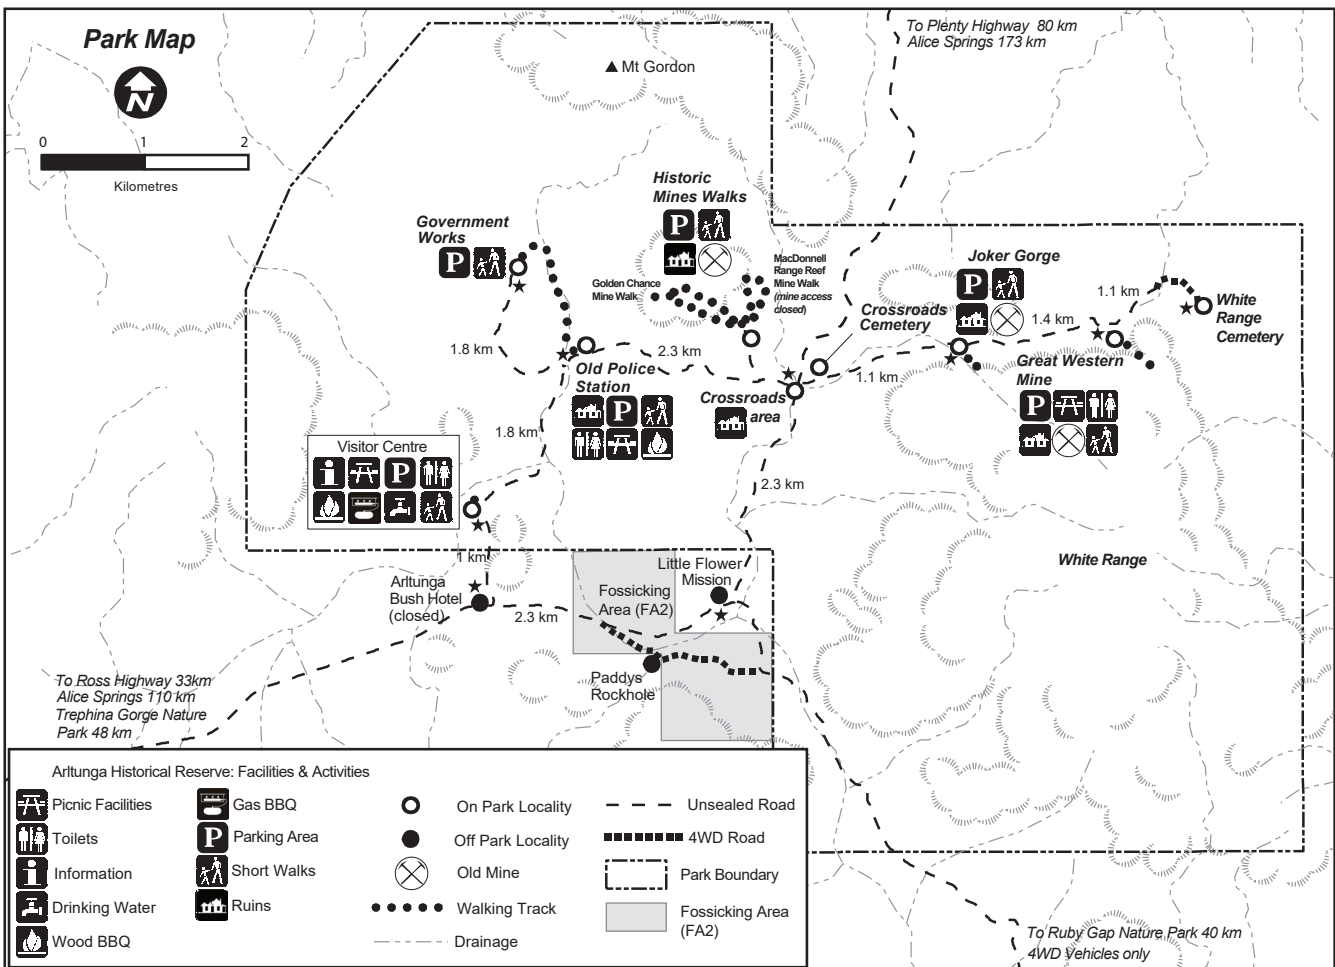 Park Map
N
0 1 2
Kilometres
To Plenty Highway 80 km
Alice Springs 173 km
Mt Gordon
Historic
Mines Walks
P
Government
Works
P
Golden Chance
Mine Walk
MacDonnell
Range Reef
Mine Walk
(mine access
closed)
Joker Gorge
P
Crossroads
Cemetery
1.1 km
White
Range
Cemetery
1.4 km
1.8 km
2.3 km
Old Police
Station
P
Crossroads
area
1.1 km
Great Western
Mine
P
1.8 km
Visitor Centre
i P
2.3 km
1 km
White Range
Arltunga
Bush Hotel
(closed)
Fossicking
Area (FA2)
Little Flower
Mission
2.3 km
Paddys
Rockhole
To Ross Highway 33km
Alice Springs 110 km
Trephina Gorge Nature
Park 48 km
Arltunga Historical Reserve: Facilities & Activities
Picnic Facilities
Toilets
i Information
Drinking Water
Wood BBQ
Gas BBQ
P Parking Area
Short Walks
Ruins
On Park Locality
Off Park Locality
Old Mine
Walking Track
Drainage
Unsealed Road
4WD Road
Park Boundary
Fossicking Area
(FA2)
To Ruby Gap Nature Park 40 km
4WD Vehicles only